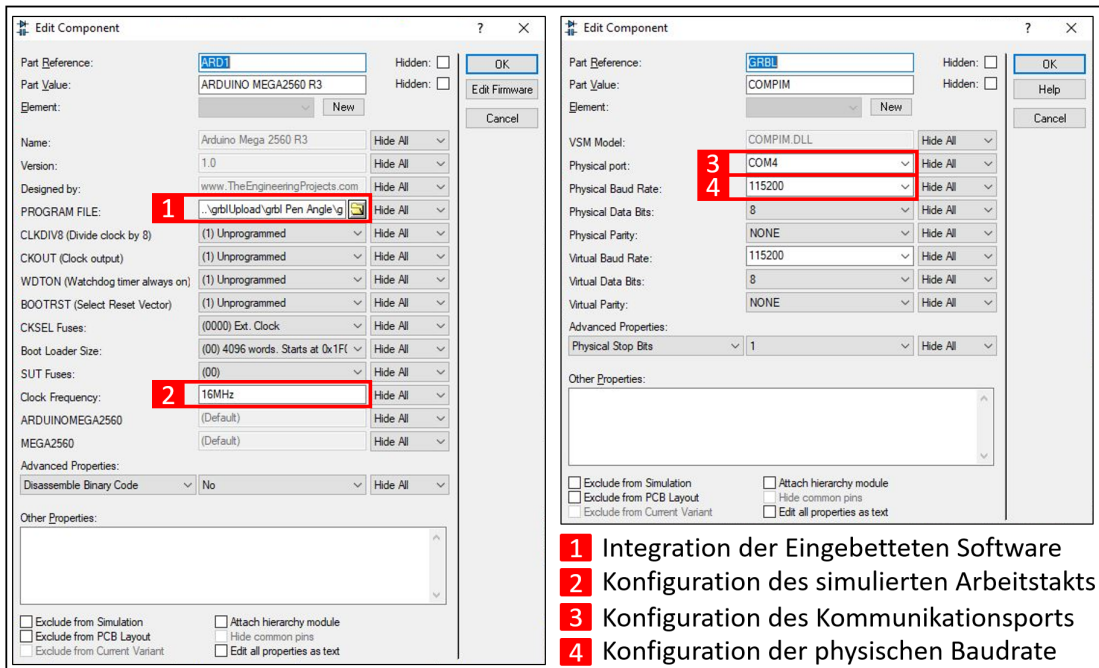 Edit Component ? ×
Part Reference: ARD1 Hidden: OK
Part Value: ARDUINO MEGA2560 R3 Hidden: Edit Firmware
Element: New Cancel
Name: Arduino Mega 2560 R3 Hide All
Version: 1.0 Hide All
Designed by: www.TheEngineeringProjects.com Hide All
PROGRAM FILE: 1 ..\grblUpload\grbl Pen Angle\g Hide All
CLKDIV8 (Divide clock by 8) (1) Unprogrammed Hide All
CKOUT (Clock output) (1) Unprogrammed Hide All
WDTON (Watchdog timer always on) (1) Unprogrammed Hide All
BOOTRST (Select Reset Vector) (1) Unprogrammed Hide All
CKSEL Fuses: (0000) Ext. Clock Hide All
Boot Loader Size: (00) 4096 words. Starts at 0x1F( Hide All
SUT Fuses: (00) Hide All
Clock Frequency: 2 16MHz Hide All
ARDUINOMEGA2560 (Default) Hide All
MEGA2560 (Default) Hide All
Advanced Properties:
Disassemble Binary Code No Hide All
Other Properties:
Exclude from Simulation Attach hierarchy module
Exclude from PCB Layout Hide common pins
Exclude from Current Variant Edit all properties as text
Edit Component ? ×
Part Reference: GRBL Hidden: OK
Part Value: COMPIM Hidden: Help
Element: New Cancel
VSM Model: COMPIM.DLL Hide All
Physical port: 3 COM4 Hide All
Physical Baud Rate: 4 115200 Hide All
Physical Data Bits: 8 Hide All
Physical Parity: NONE Hide All
Virtual Baud Rate: 115200 Hide All
Virtual Data Bits: 8 Hide All
Virtual Parity: NONE Hide All
Advanced Properties:
Physical Stop Bits 1 Hide All
Other Properties:
Exclude from Simulation Attach hierarchy module
Exclude from PCB Layout Hide common pins
Exclude from Current Variant Edit all properties as text
1 Integration der Eingebetteten Software
2 Konfiguration des simulierten Arbeitstakts
3 Konfiguration des Kommunikationsports
4 Konfiguration der physischen Baudrate